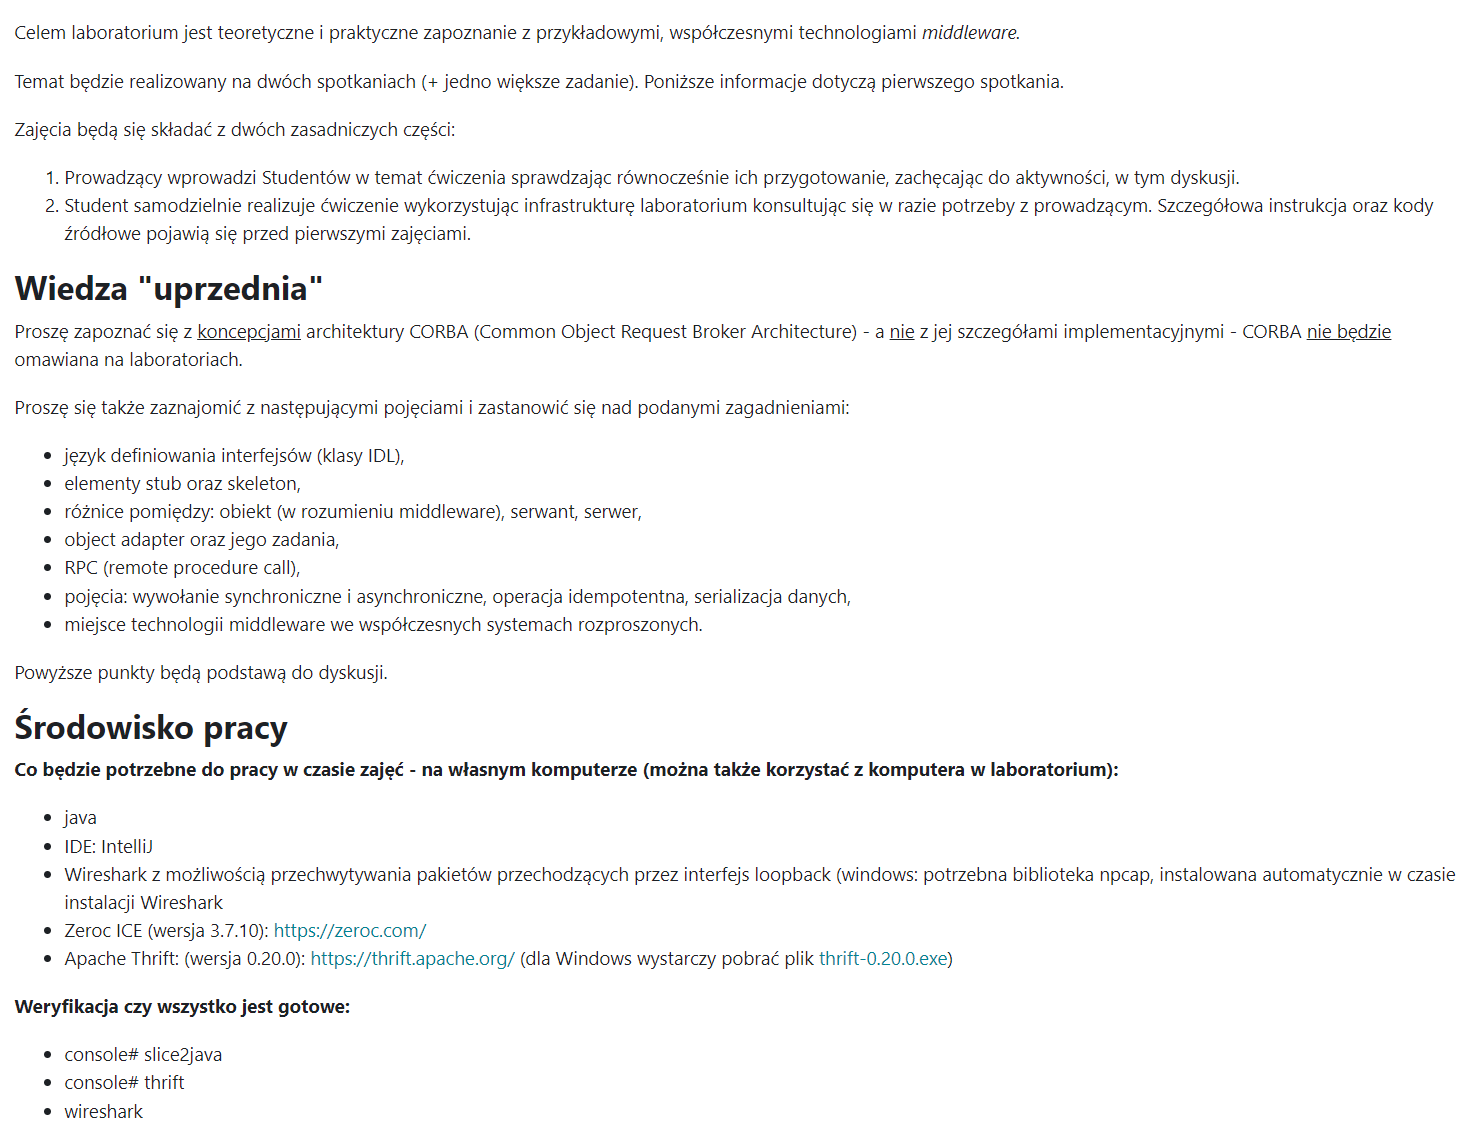 Celem laboratorium jest teoretyczne i praktyczne zapoznanie z przykładowymi, współczesnymi technologiami middleware.
Temat będzie realizowany na dwóch spotkaniach (+ jedno większe zadanie). Poniższe informacje dotyczą pierwszego spotkania.
Zajęcia będą się składać z dwóch zasadniczych części:
1. Prowadzący wprowadzi Studentów w temat ćwiczenia sprawdzając równocześnie ich przygotowanie, zachęcając do aktywności, w tym dyskusji.
2. Student samodzielnie realizuje ćwiczenie wykorzystując infrastrukturę laboratorium konsultując się w razie potrzeby z prowadzącym. Szczegółowa instrukcja oraz kody
źródłowe pojawią się przed pierwszymi zajęciami.
Wiedza "uprzednia"
Proszę zapoznać się z koncepcjami architektury CORBA (Common Object Request Broker Architecture) - a nie z jej szczegółami implementacyjnymi - CORBA nie będzie
omawiana na laboratoriach.
Proszę się także zaznajomić z następującymi pojęciami i zastanowić się nad podanymi zagadnieniami:
• język definiowania interfejsów (klasy IDL),
• elementy stub oraz skeleton,
• różnice pomiędzy: obiekt (w rozumieniu middleware), serwant, serwer,
• object adapter oraz jego zadania,
• RPC (remote procedure call),
• pojęcia: wywołanie synchroniczne i asynchroniczne, operacja idempotentna, serializacja danych,
• miejsce technologii middleware we współczesnych systemach rozproszonych.
Powyższe punkty będą podstawą do dyskusji.
Środowisko pracy
Co będzie potrzebne do pracy w czasie zajęć - na własnym komputerze (można także korzystać z komputera w laboratorium):
• java
• IDE: IntelliJ
• Wireshark z możliwością przechwytywania pakietów przechodzących przez interfejs loopback (windows: potrzebna biblioteka npcap, instalowana automatycznie w czasie
instalacji Wireshark
• Zeroc ICE (wersja 3.7.10): https://zeroc.com/
• Apache Thrift: (wersja 0.20.0): https://thrift.apache.org/ (dla Windows wystarczy pobrać plik thrift-0.20.0.exe)
Weryfikacja czy wszystko jest gotowe:
• console# slice2java
• console# thrift
• wireshark